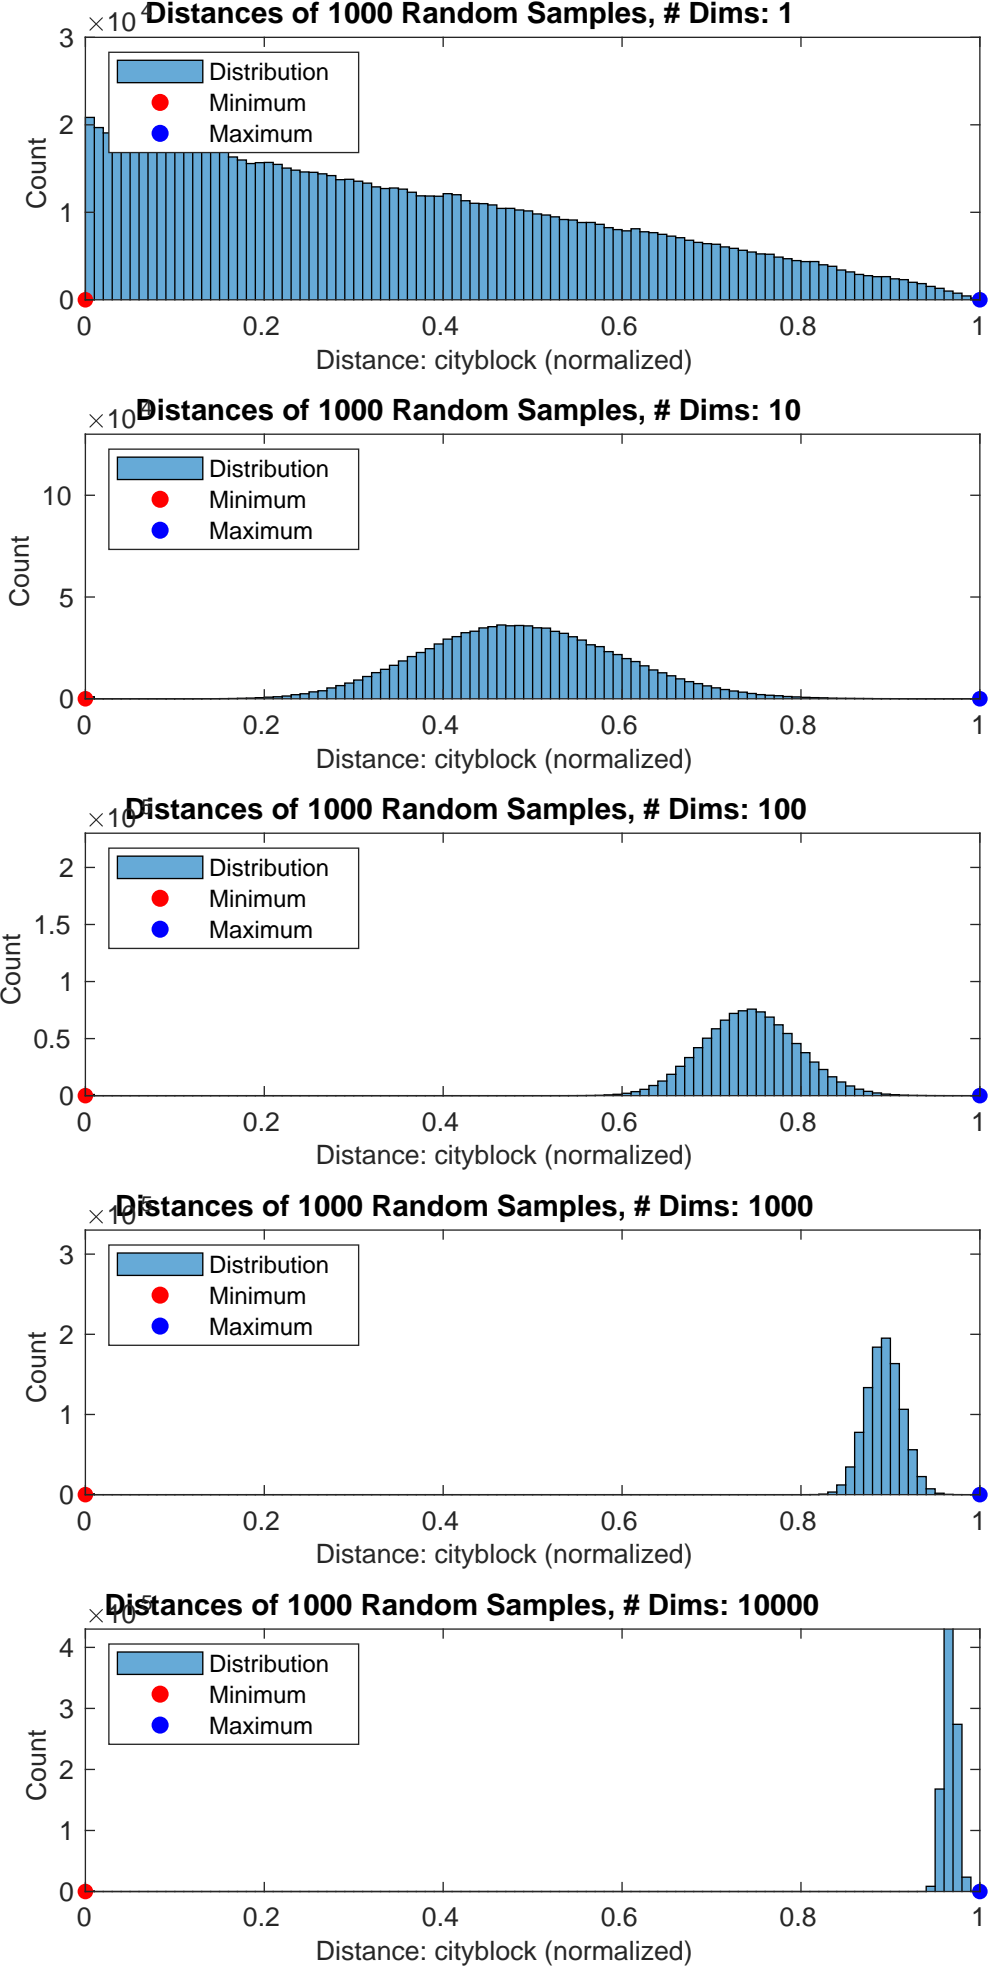 Distances of 1000 Random Samples, # Dims: 1
×10⁴
3
2
1
0
Count
Distribution
Minimum
Maximum
0 0.2 0.4 0.6 0.8 1
Distance: cityblock (normalized)
Distances of 1000 Random Samples, # Dims: 10
×10⁴
10
5
0
Count
Distribution
Minimum
Maximum
0 0.2 0.4 0.6 0.8 1
Distance: cityblock (normalized)
Distances of 1000 Random Samples, # Dims: 100
×10⁵
2
1.5
1
0.5
0
Count
Distribution
Minimum
Maximum
0 0.2 0.4 0.6 0.8 1
Distance: cityblock (normalized)
Distances of 1000 Random Samples, # Dims: 1000
×10⁵
3
2
1
0
Count
Distribution
Minimum
Maximum
0 0.2 0.4 0.6 0.8 1
Distance: cityblock (normalized)
Distances of 1000 Random Samples, # Dims: 10000
×10⁵
4
3
2
1
0
Count
Distribution
Minimum
Maximum
0 0.2 0.4 0.6 0.8 1
Distance: cityblock (normalized)